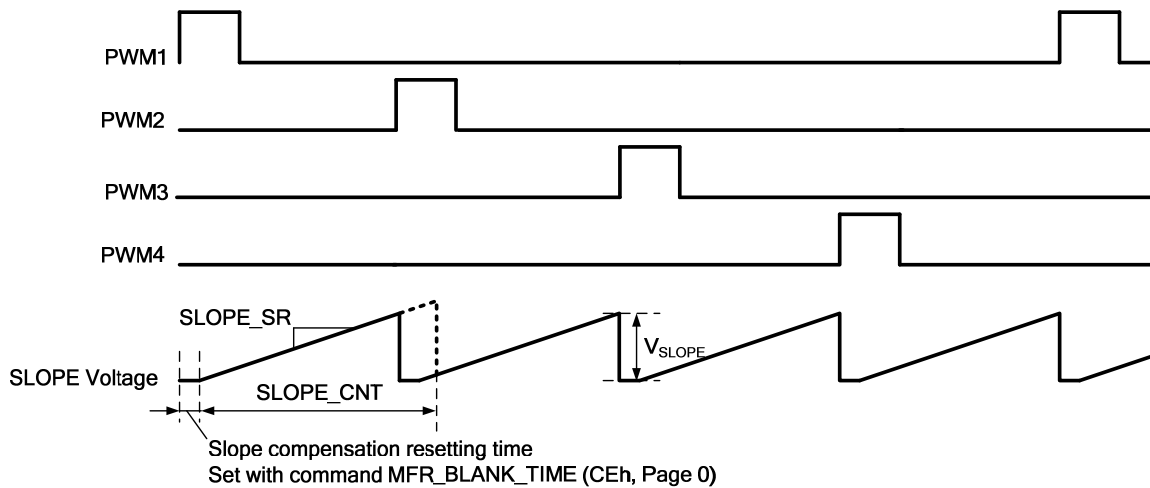 PWM1
PWM2
PWM3
PWM4
SLOPE_SR
V_SLOPE
SLOPE Voltage
SLOPE_CNT
Slope compensation resetting time
Set with command MFR_BLANK_TIME (CEh, Page 0)